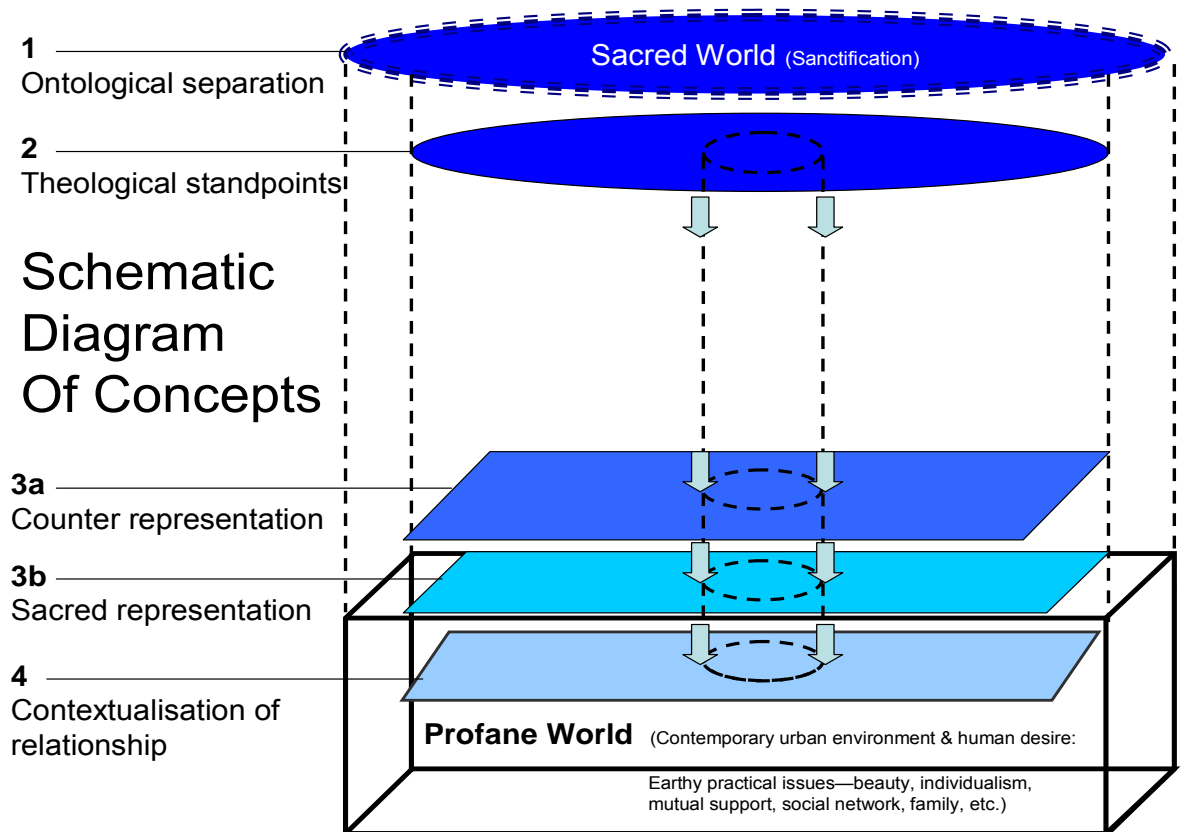 1
Ontological separation
Sacred World (Sanctification)
2
Theological standpoints
Schematic
Diagram
Of Concepts
3a
Counter representation
3b
Sacred representation
4
Contextualisation of
relationship
Profane World (Contemporary urban environment & human desire:
Earthy practical issues—beauty, individualism,
mutual support, social network, family, etc.)